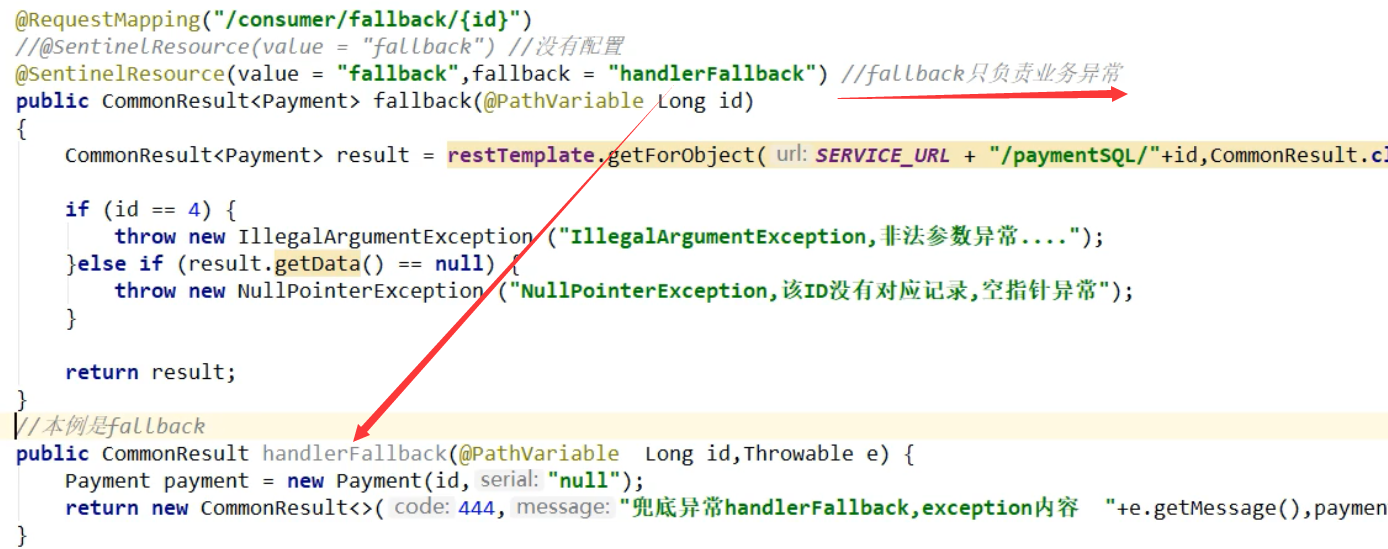 @RequestMapping("/consumer/fallback/{id}")
//@SentinelResource(value = "fallback") //没有配置
@SentinelResource(value = "fallback",fallback = "handlerFallback") //fallback只负责业务异常
public CommonResult<Payment> fallback(@PathVariable Long id)
{
CommonResult<Payment> result = restTemplate.getForObject( url: SERVICE_URL + "/paymentSQL/"+id,CommonResult.cl
if (id == 4) {
throw new IllegalArgumentException ("IllegalArgumentException,非法参数异常....");
}else if (result.getData() == null) {
throw new NullPointerException ("NullPointerException,该ID没有对应记录,空指针异常");
}
return result;
}
//本例是fallback
public CommonResult handlerFallback(@PathVariable  Long id,Throwable e) {
Payment payment = new Payment(id, serial: "null");
return new CommonResult<>( code: 444, message: "兜底异常handlerFallback,exception内容  "+e.getMessage(),paymen
}